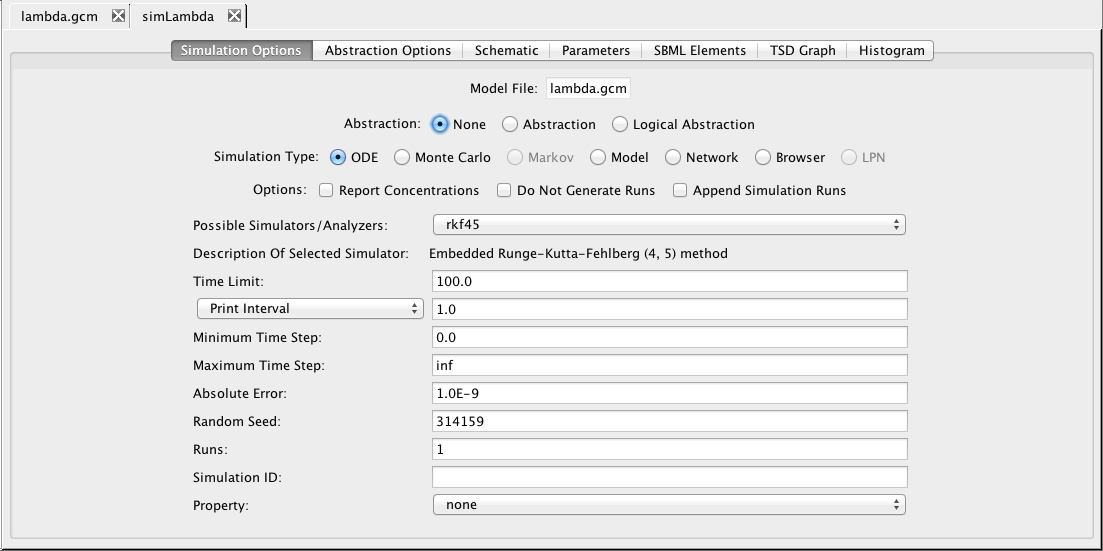 lambda.gcm simLambda
Simulation Options Abstraction Options Schematic Parameters SBML Elements TSD Graph Histogram
Model File: lambda.gcm
Abstraction: None Abstraction Logical Abstraction
Simulation Type: ODE Monte Carlo Markov Model Network Browser LPN
Options: Report Concentrations Do Not Generate Runs Append Simulation Runs
Possible Simulators/Analyzers: rkf45
Description Of Selected Simulator: Embedded Runge-Kutta-Fehlberg (4, 5) method
Time Limit: 100.0
Print Interval 1.0
Minimum Time Step: 0.0
Maximum Time Step: inf
Absolute Error: 1.0E-9
Random Seed: 314159
Runs: 1
Simulation ID:
Property: none